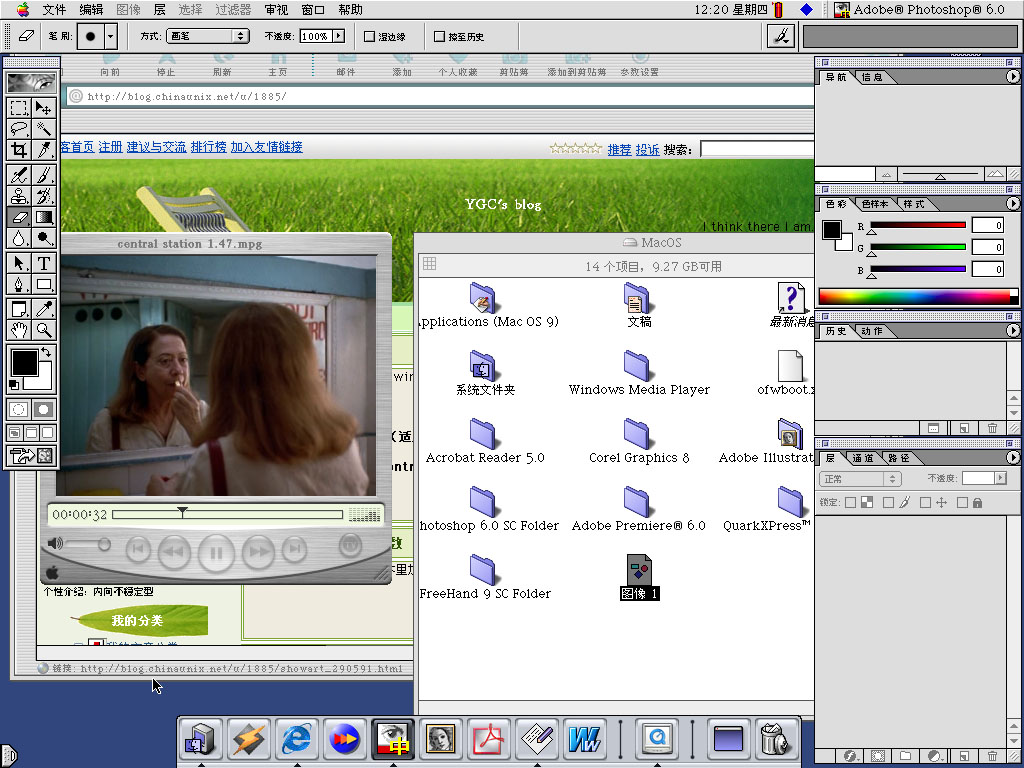 文件 编辑 图像 层 选择 过滤器 审视 窗口 帮助 12:20 星期四 Adobe® Photoshop® 6.0
笔刷: 方式: 画笔 不透度: 100% 湿边缘 抹至历史
向前 停止 刷新 主页 邮件 添加 个人收藏 剪贴簿 添加到剪贴簿 参数设置
http://blog.chinaunix.net/u/1885/
客首页 注册 建议与交流 排行榜 加入友情链接 推荐 投诉 搜索:
YGC's blog
I think there I am
central station 1.47.mpg
00:00:32
MacOS
14 个项目, 9.27 GB可用
Applications (Mac OS 9) 文稿 最新消息
系统文件夹 Windows Media Player ofwboot.x
Acrobat Reader 5.0 Corel Graphics 8 Adobe Illustrat
hotoshop 6.0 SC Folder Adobe Premiere® 6.0 QuarkXPress™
FreeHand 9 SC Folder 图像 1
win
(适
ontr
数
个性介绍: 内向不稳定型
我的分类
链接: http://blog.chinaunix.net/u/1885/showart_290591.html
导航 信息
色彩 色样本 样式
R 0
G 0
B 0
历史 动作
层 通道 路径
正常 不透度:
锁定:
T
中
W